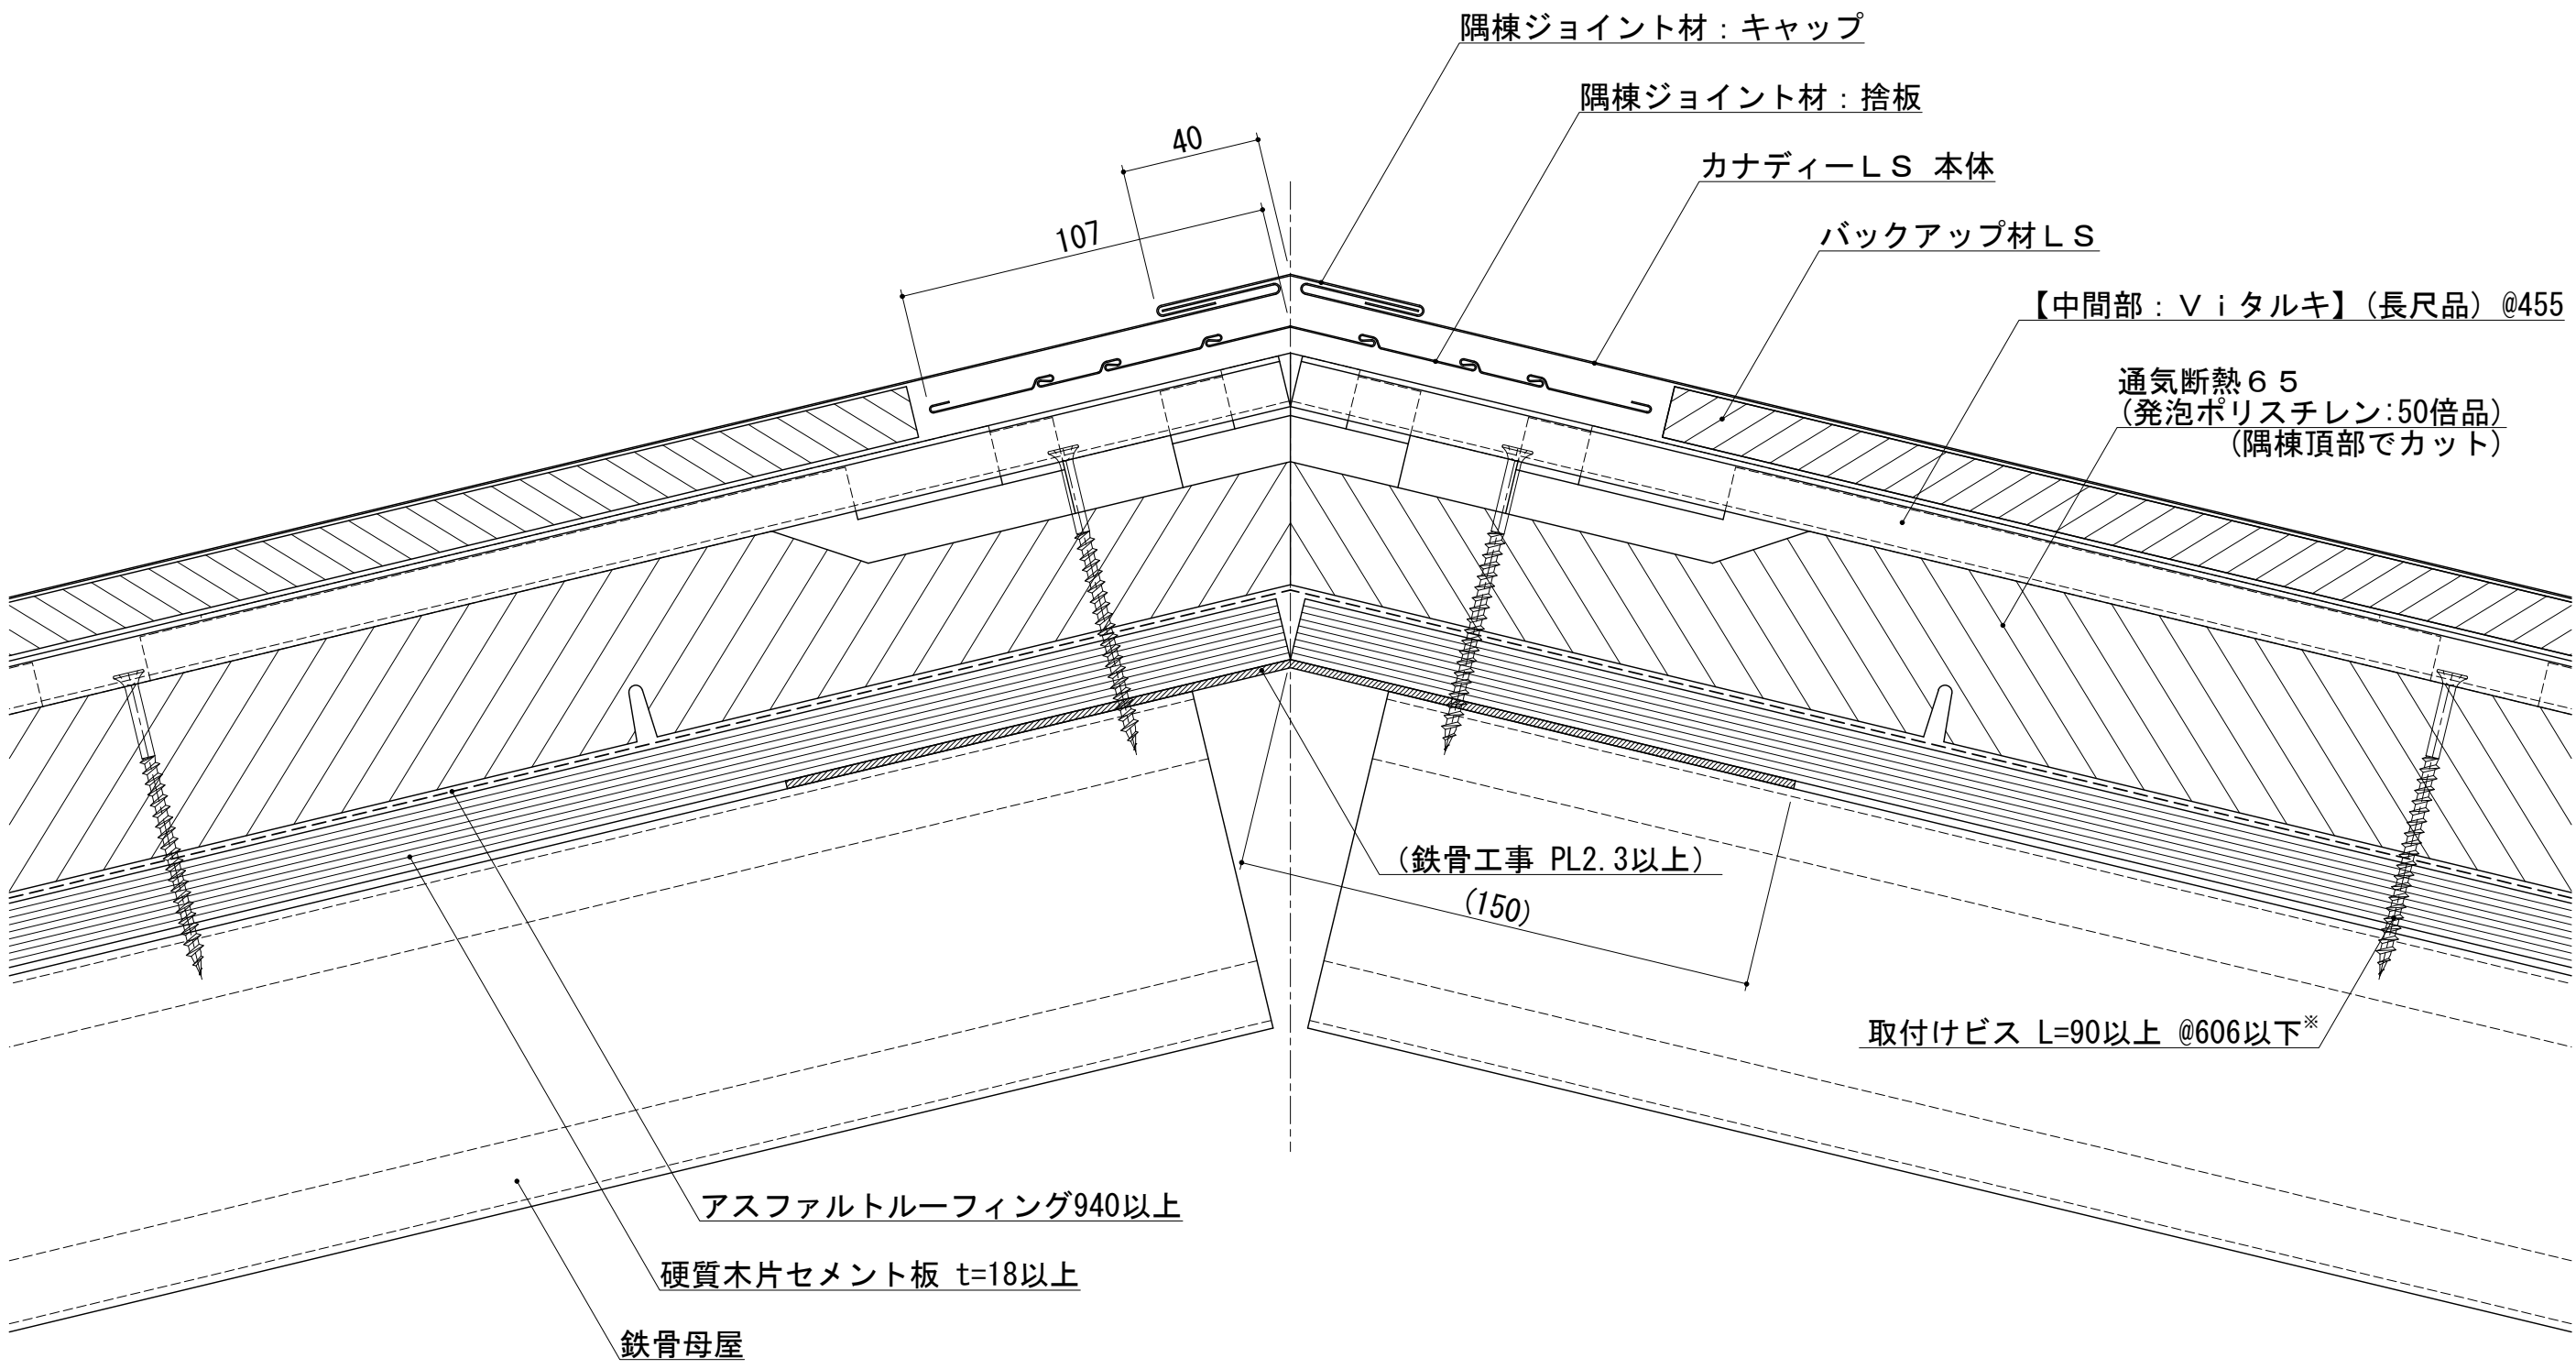 隅棟ジョイント材：キャップ
隅棟ジョイント材：捨板
40
カナディーＬＳ 本体
107
バックアップ材ＬＳ
【中間部：Ｖｉタルキ】(長尺品) @455
通気断熱６５
(発泡ポリスチレン:50倍品)
(隅棟頂部でカット)
(鉄骨工事 PL2.3以上)
(150)
取付けビス L=90以上 @606以下※
アスファルトルーフィング940以上
硬質木片セメント板 t=18以上
鉄骨母屋